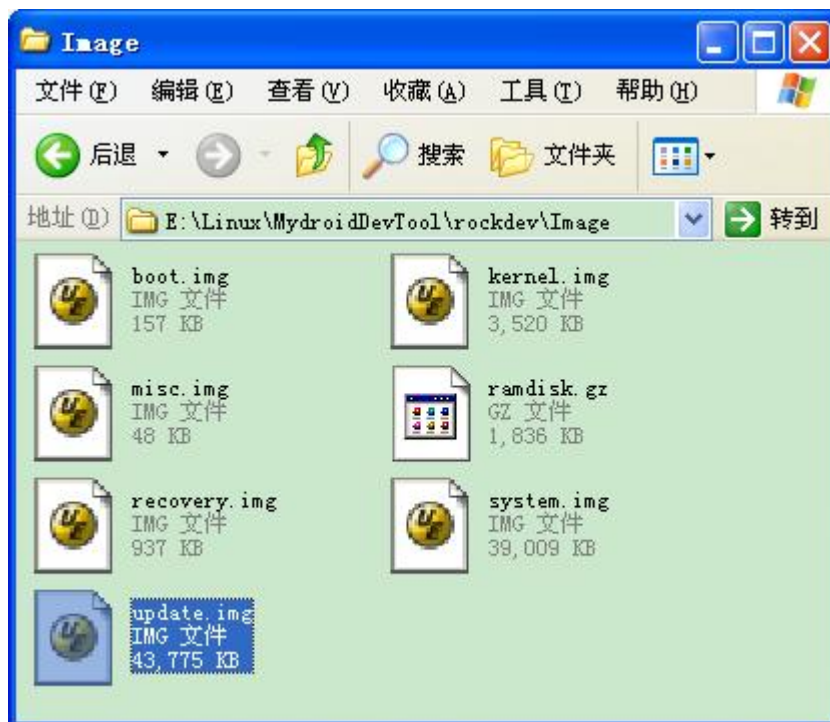 Image
文件(F) 编辑(E) 查看(V) 收藏(A) 工具(T) 帮助(H)
后退 搜索 文件夹
地址(D) E:\Linux\MydroidDevTool\rockdev\Image 转到
boot.img
IMG 文件
157 KB
kernel.img
IMG 文件
3,520 KB
misc.img
IMG 文件
48 KB
ramdisk.gz
GZ 文件
1,836 KB
recovery.img
IMG 文件
937 KB
system.img
IMG 文件
39,009 KB
update.img
IMG 文件
43,775 KB